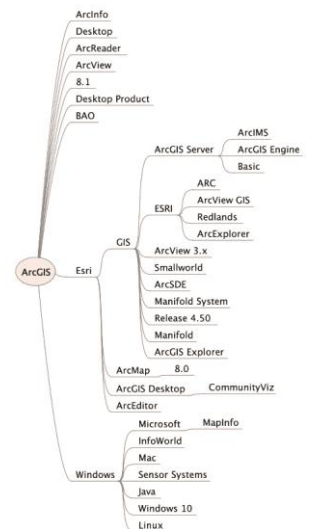 ArcInfo
Desktop
ArcReader
ArcView
8.1
Desktop Product
BAO
ArcGIS
Esri
GIS
ArcGIS Server
ArcIMS
ArcGIS Engine
Basic
ESRI
ARC
ArcView GIS
Redlands
ArcExplorer
ArcView 3.x
Smallworld
ArcSDE
Manifold System
Release 4.50
Manifold
ArcGIS Explorer
ArcMap
8.0
ArcGIS Desktop
CommunityViz
ArcEditor
Windows
Microsoft
MapInfo
InfoWorld
Mac
Sensor Systems
Java
Windows 10
Linux